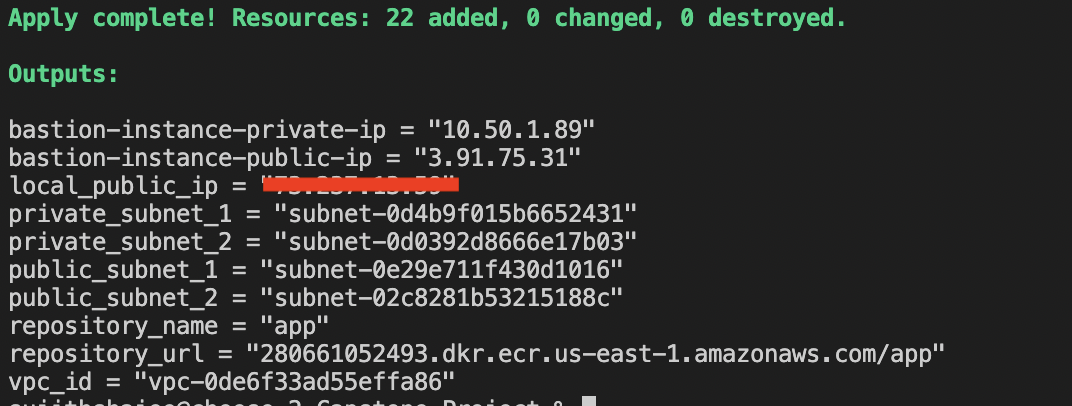 Apply complete! Resources: 22 added, 0 changed, 0 destroyed.
Outputs:
bastion-instance-private-ip = "10.50.1.89"
bastion-instance-public-ip = "3.91.75.31"
local_public_ip =
private_subnet_1 = "subnet-0d4b9f015b6652431"
private_subnet_2 = "subnet-0d0392d8666e17b03"
public_subnet_1 = "subnet-0e29e711f430d1016"
public_subnet_2 = "subnet-02c8281b53215188c"
repository_name = "app"
repository_url = "280661052493.dkr.ecr.us-east-1.amazonaws.com/app"
vpc_id = "vpc-0de6f33ad55effa86"